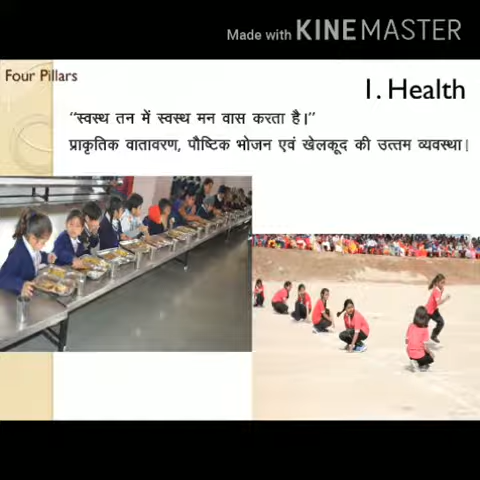 Made with KINEMASTER
Four Pillars
1. Health
“स्वस्थ तन में स्वस्थ मन वास करता है।”
प्राकृतिक वातावरण, पौष्टिक भोजन एवं खेलकूद की उत्तम व्यवस्था।